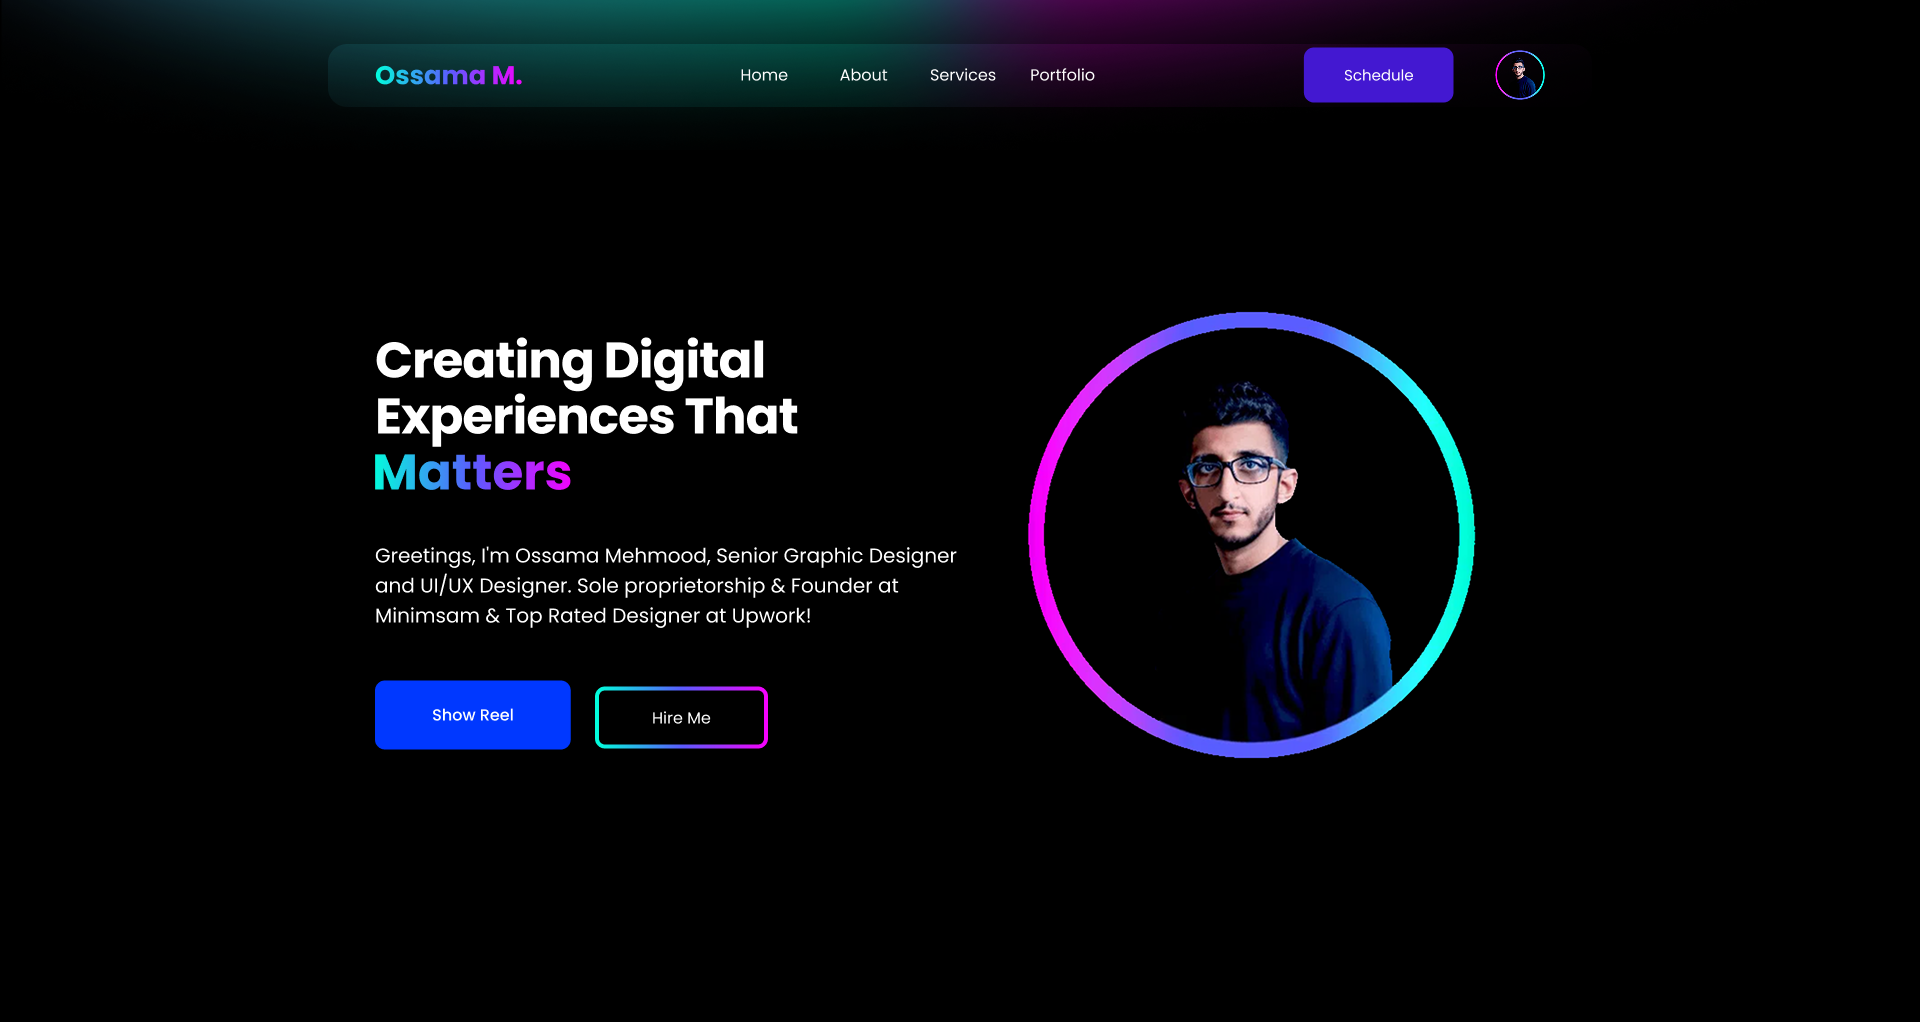 Ossama M.
Home
About
Services
Portfolio
Schedule
Creating Digital
Experiences That
Matters
Greetings, I'm Ossama Mehmood, Senior Graphic Designer
and UI/UX Designer. Sole proprietorship & Founder at
Minimsam & Top Rated Designer at Upwork!
Show Reel
Hire Me